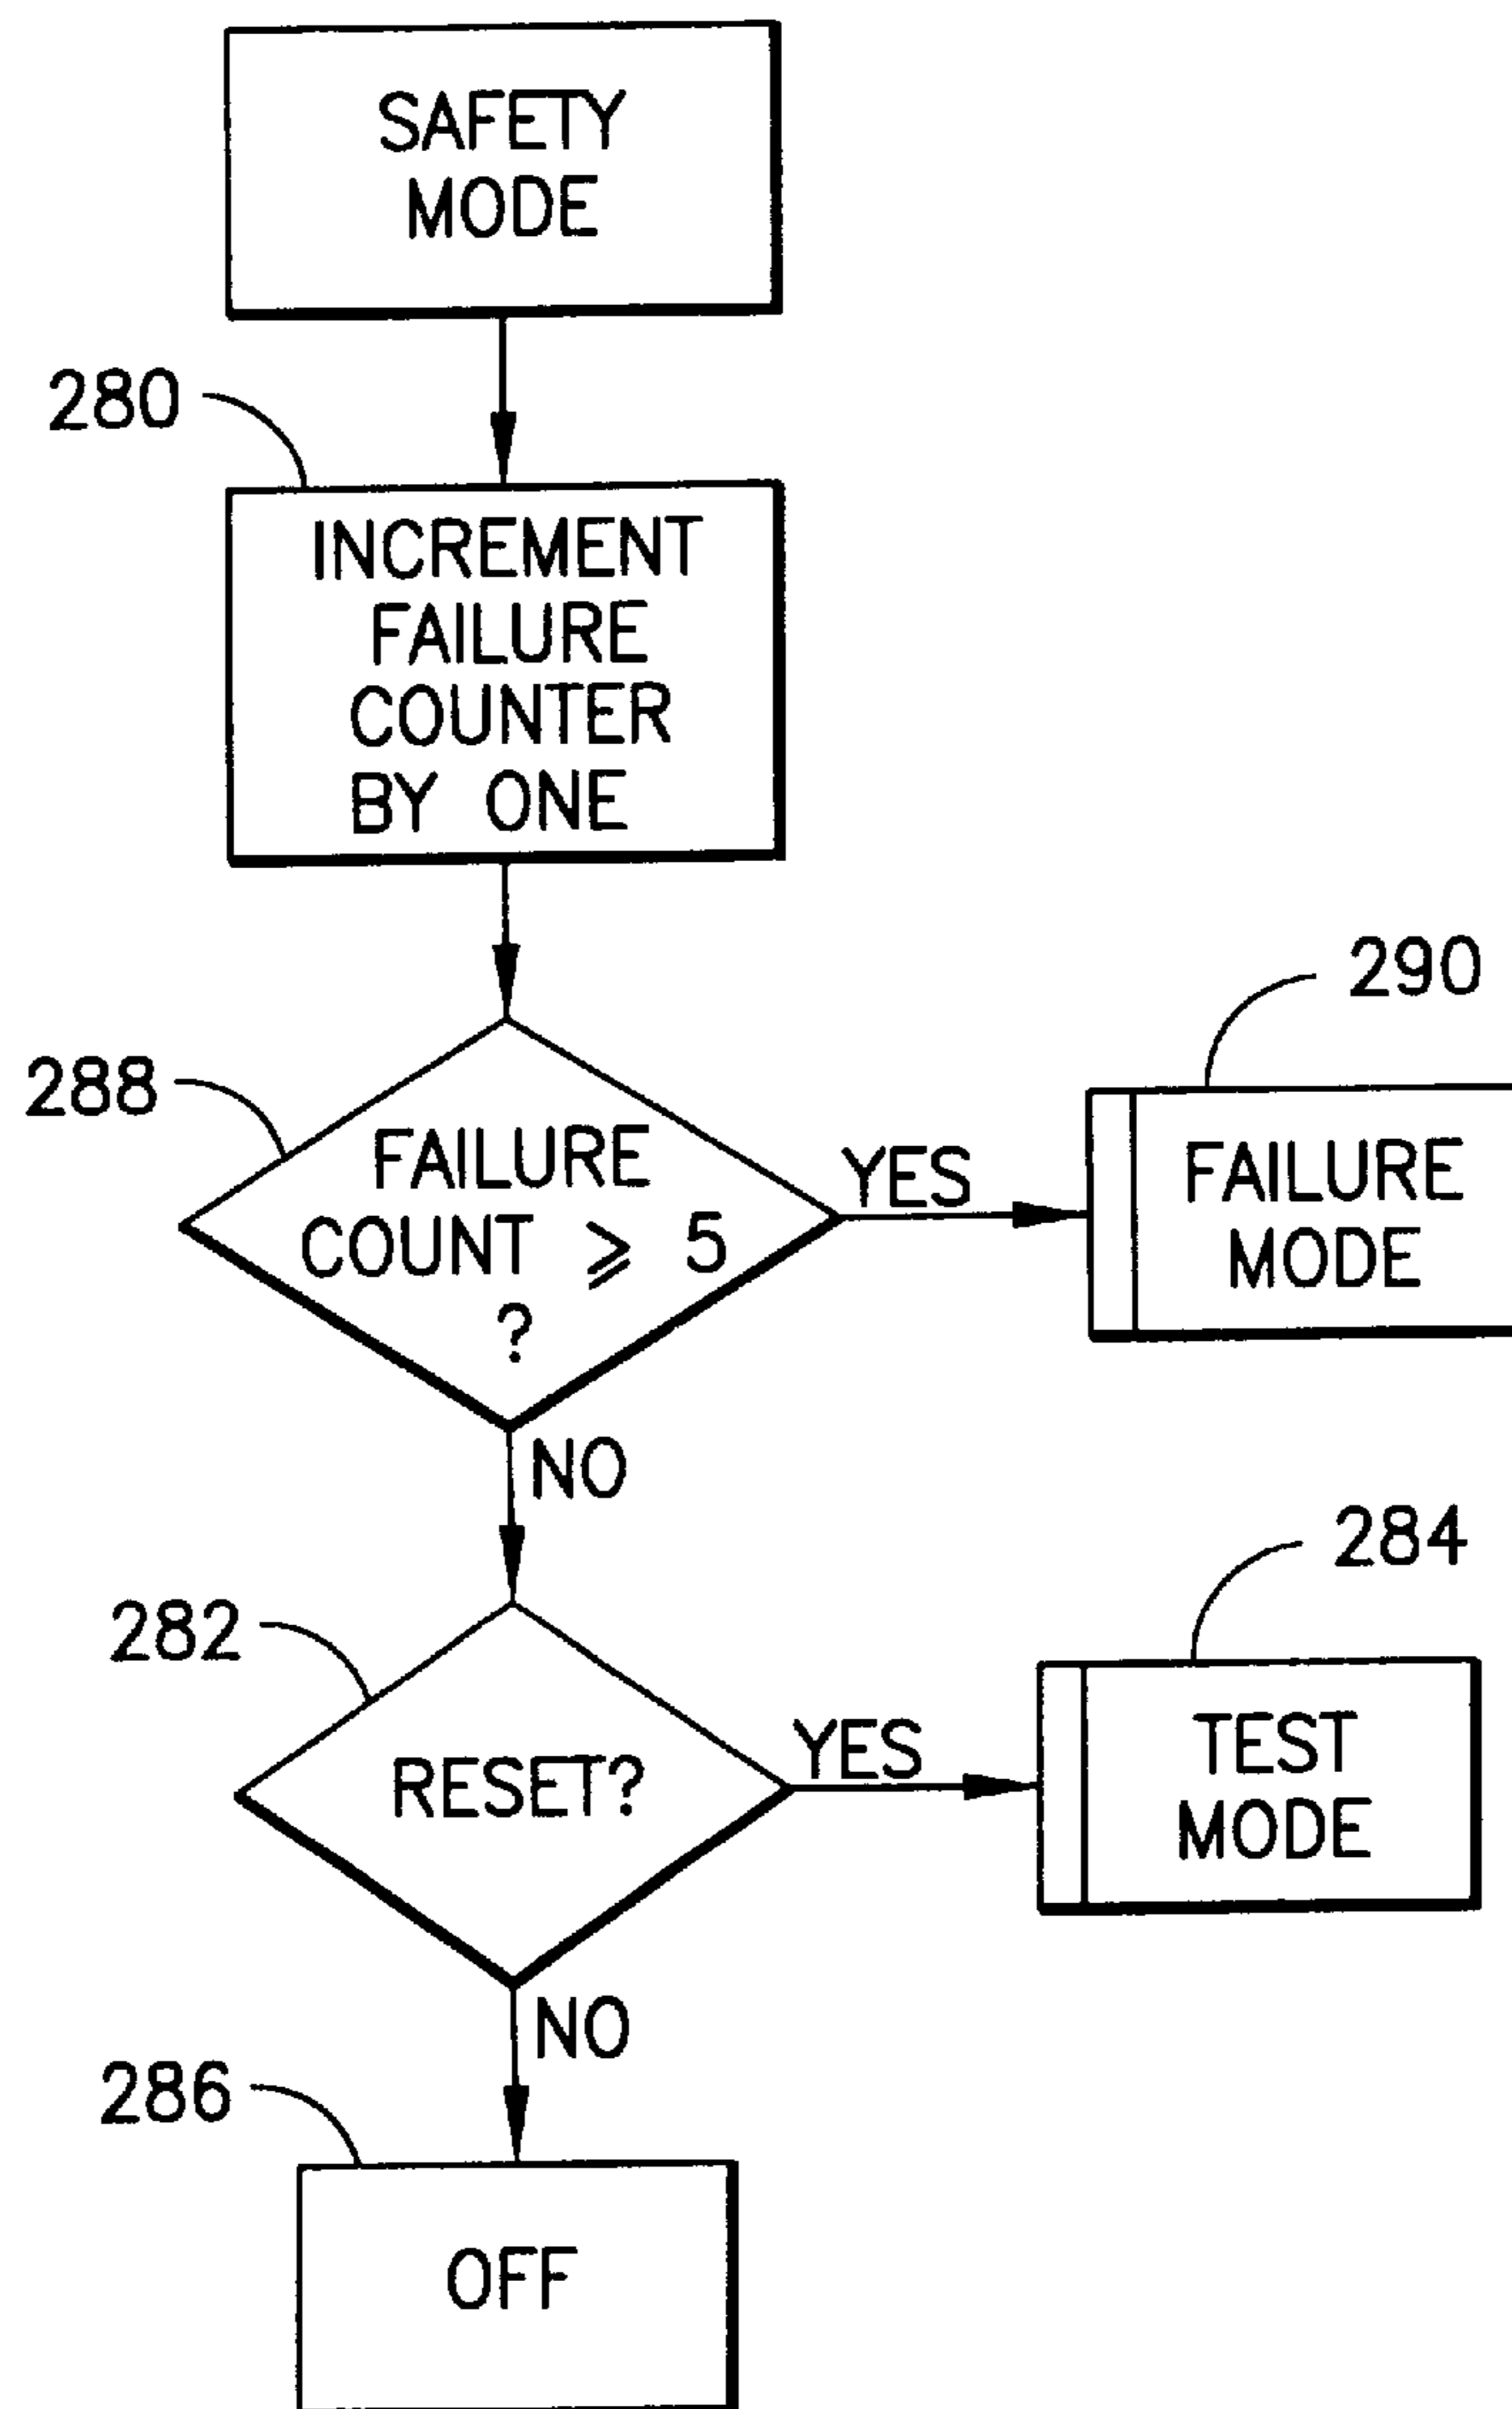 SAFETY
MODE
280
INCREMENT
FAILURE
COUNTER
BY ONE
290
288
FAILURE
COUNT ⩾ 5
?
YES
FAILURE
MODE
NO
284
282
RESET?
YES
TEST
MODE
NO
286
OFF